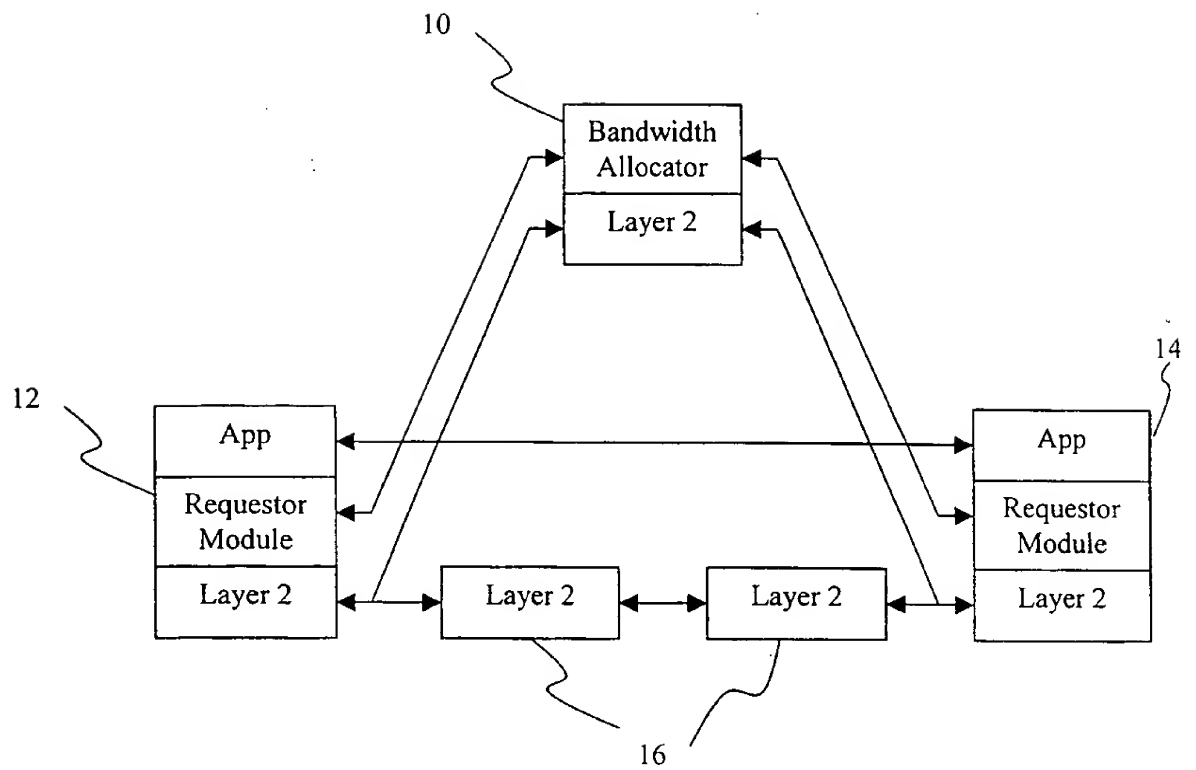 10
Bandwidth
Allocator
Layer 2
12
14
App
Requestor
Module
Layer 2
App
Requestor
Module
Layer 2
Layer 2
Layer 2
16